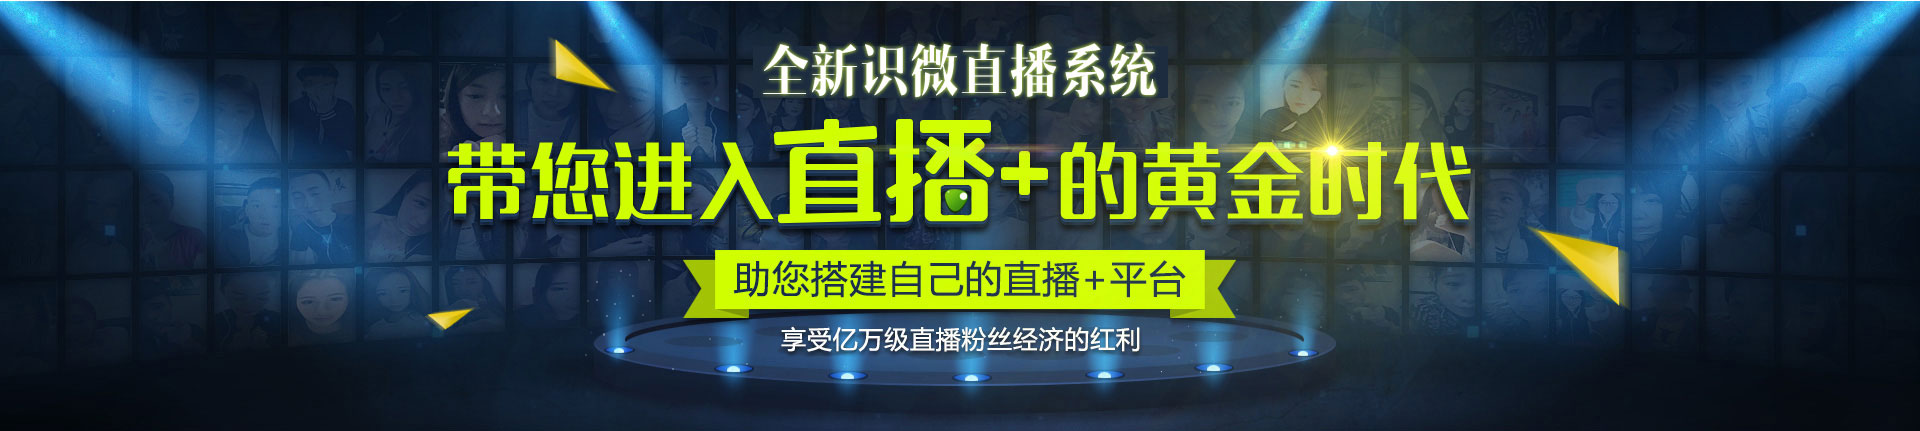 全新识微直播系统
带您进入直播+的黄金时代
助您搭建自己的直播+平台
享受亿万级直播粉丝经济的红利